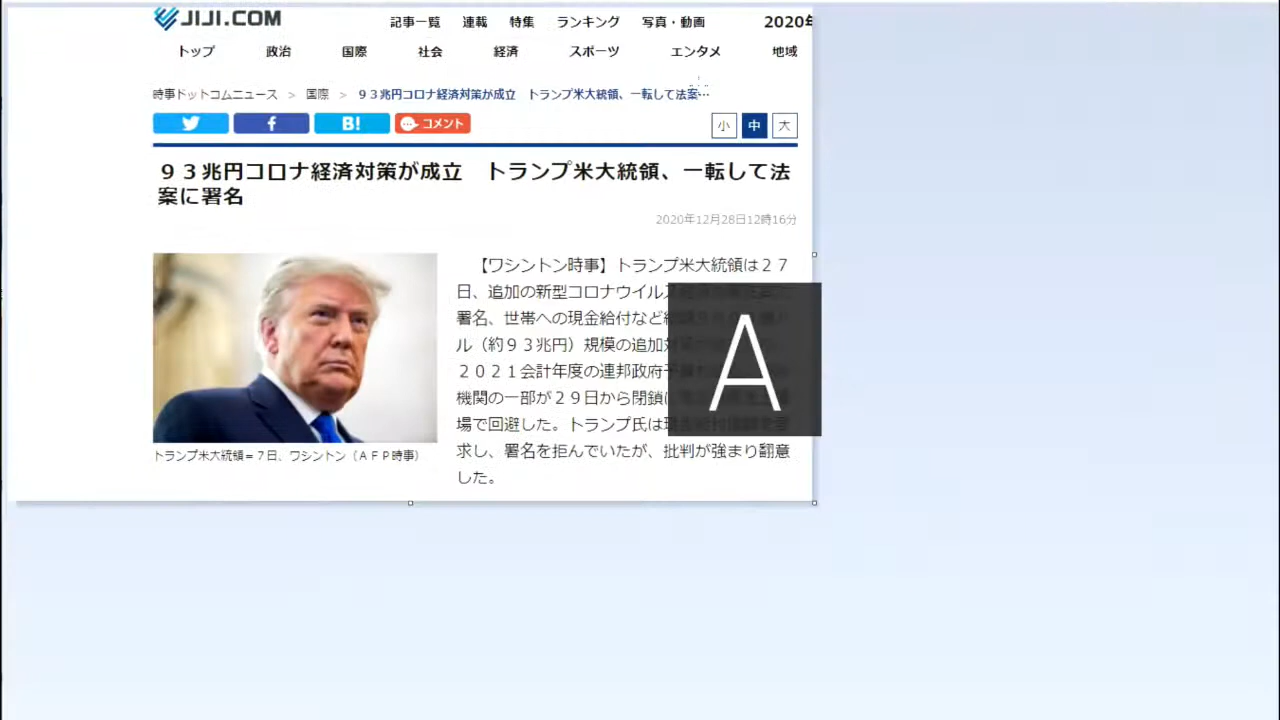 JIJI.COM
記事一覧 連載 特集 ランキング 写真・動画 2020年
トップ 政治 国際 社会 経済 スポーツ エンタメ 地域
時事ドットコムニュース > 国際 > ９３兆円コロナ経済対策が成立　トランプ米大統領、一転して法案…
B! コメント 小 中 大
９３兆円コロナ経済対策が成立　トランプ米大統領、一転して法
案に署名
2020年12月28日12時16分
【ワシントン時事】トランプ米大統領は２７
日、追加の新型コロナウイルス
署名、世帯への現金給付など
ル（約９３兆円）規模の追加
２０２１会計年度の連邦政府予
機関の一部が２９日から閉鎖
場で回避した。トランプ氏は
求し、署名を拒んでいたが、批判が強まり翻意
した。
トランプ米大統領＝７日、ワシントン（ＡＦＰ時事）
A